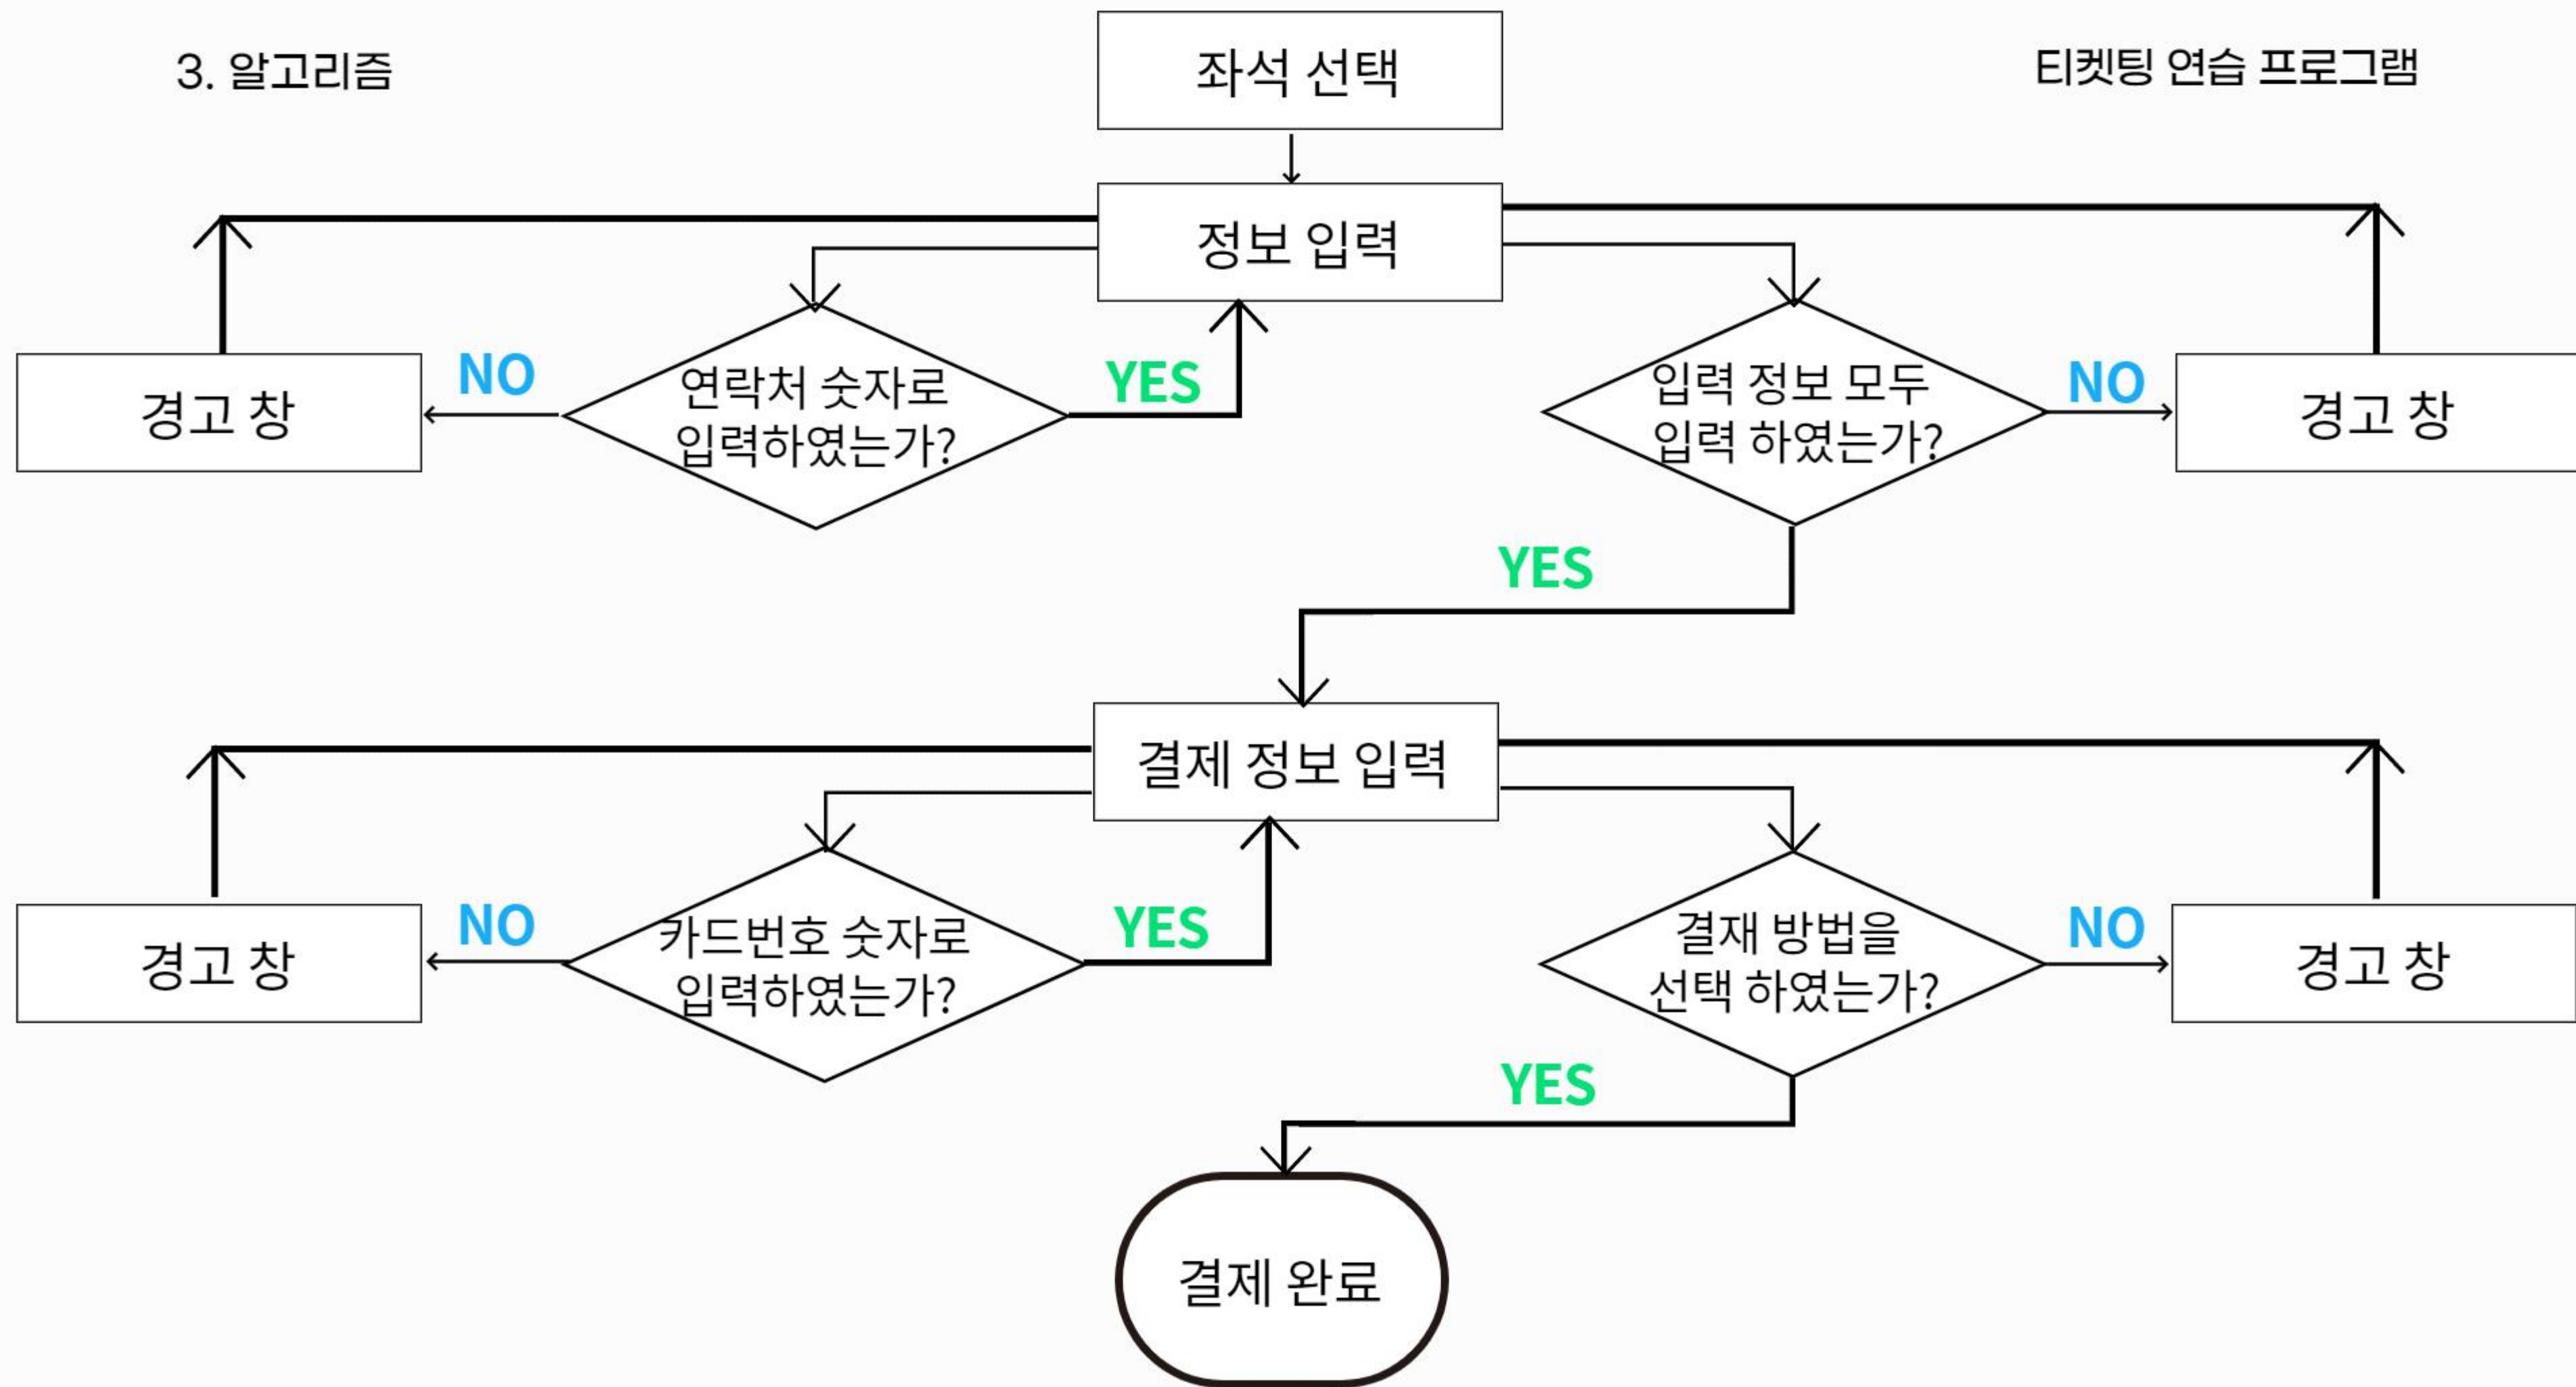 3. 알고리즘
티켓팅 연습 프로그램
좌석 선택
정보 입력
경고 창
NO
연락처 숫자로
입력하였는가?
YES
입력 정보 모두
입력 하였는가?
NO
경고 창
YES
결제 정보 입력
경고 창
NO
카드번호 숫자로
입력하였는가?
YES
결재 방법을
선택 하였는가?
NO
경고 창
YES
결제 완료